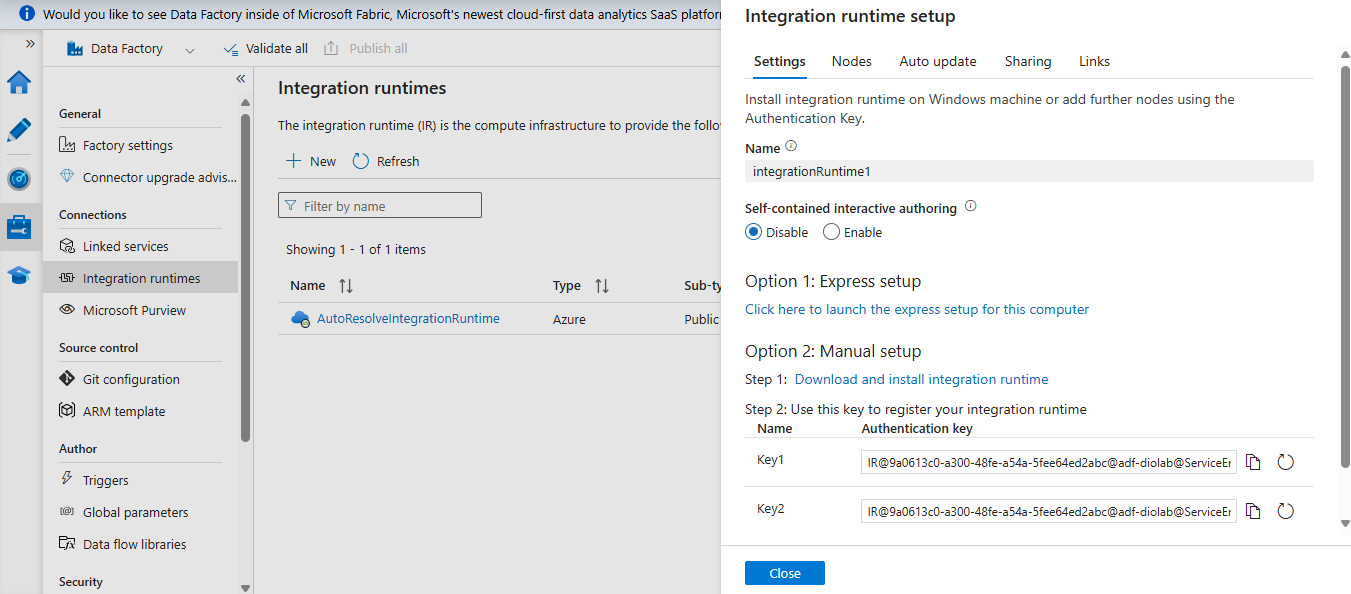 Would you like to see Data Factory inside of Microsoft Fabric, Microsoft's newest cloud-first data analytics SaaS platfor
Data Factory
Validate all
Publish all
General
Factory settings
Connector upgrade advis...
Connections
Linked services
Integration runtimes
Microsoft Purview
Source control
Git configuration
ARM template
Author
Triggers
Global parameters
Data flow libraries
Security
Integration runtimes
The integration runtime (IR) is the compute infrastructure to provide the follo
New
Refresh
Filter by name
Showing 1 - 1 of 1 items
Name Type Sub-ty
AutoResolveIntegrationRuntime Azure Public
Integration runtime setup
Settings Nodes Auto update Sharing Links
Install integration runtime on Windows machine or add further nodes using the
Authentication Key.
Name
integrationRuntime1
Self-contained interactive authoring
Disable Enable
Option 1: Express setup
Click here to launch the express setup for this computer
Option 2: Manual setup
Step 1: Download and install integration runtime
Step 2: Use this key to register your integration runtime
Name Authentication key
Key1 IR@9a0613c0-a300-48fe-a54a-5fee64ed2abc@adf-diolab@ServiceEr
Key2 IR@9a0613c0-a300-48fe-a54a-5fee64ed2abc@adf-diolab@ServiceEr
Close